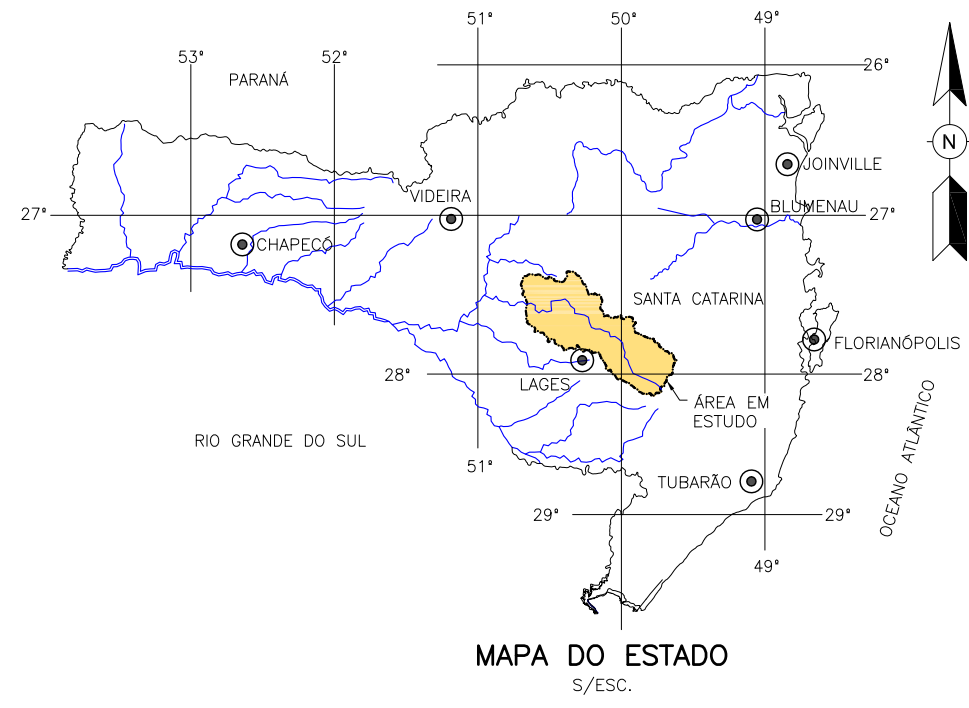 51°
50°
49°
53°
52°
26°
PARANÁ
N
JOINVILLE
VIDEIRA
BLUMENAU
27°
27°
CHAPECÓ
SANTA CATARINA
FLORIANÓPOLIS
28°
28°
LAGES
ÁREA EM
ESTUDO
OCEANO ATLÂNTICO
RIO GRANDE DO SUL
51°
TUBARÃO
29°
29°
49°
MAPA DO ESTADO
S/ESC.